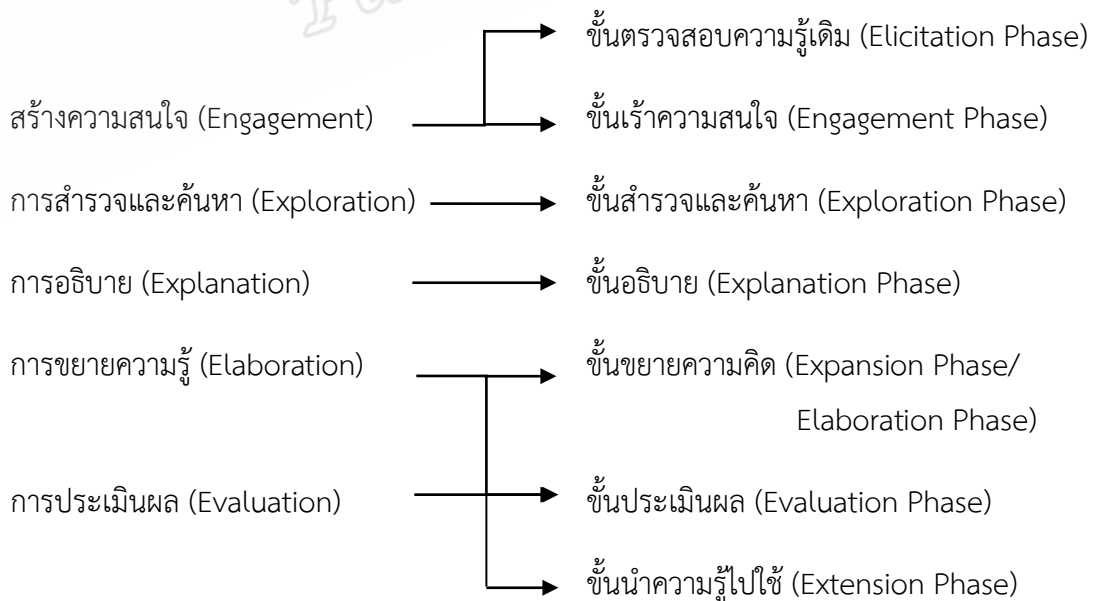 ขั้นตรวจสอบความรู้เดิม (Elicitation Phase)
สร้างความสนใจ (Engagement) ขั้นเร้าความสนใจ (Engagement Phase)
การสำรวจและค้นหา (Exploration) ขั้นสำรวจและค้นหา (Exploration Phase)
การอธิบาย (Explanation) ขั้นอธิบาย (Explanation Phase)
การขยายความรู้ (Elaboration) ขั้นขยายความคิด (Expansion Phase/
Elaboration Phase)
การประเมินผล (Evaluation) ขั้นประเมินผล (Evaluation Phase)
ขั้นนำความรู้ไปใช้ (Extension Phase)